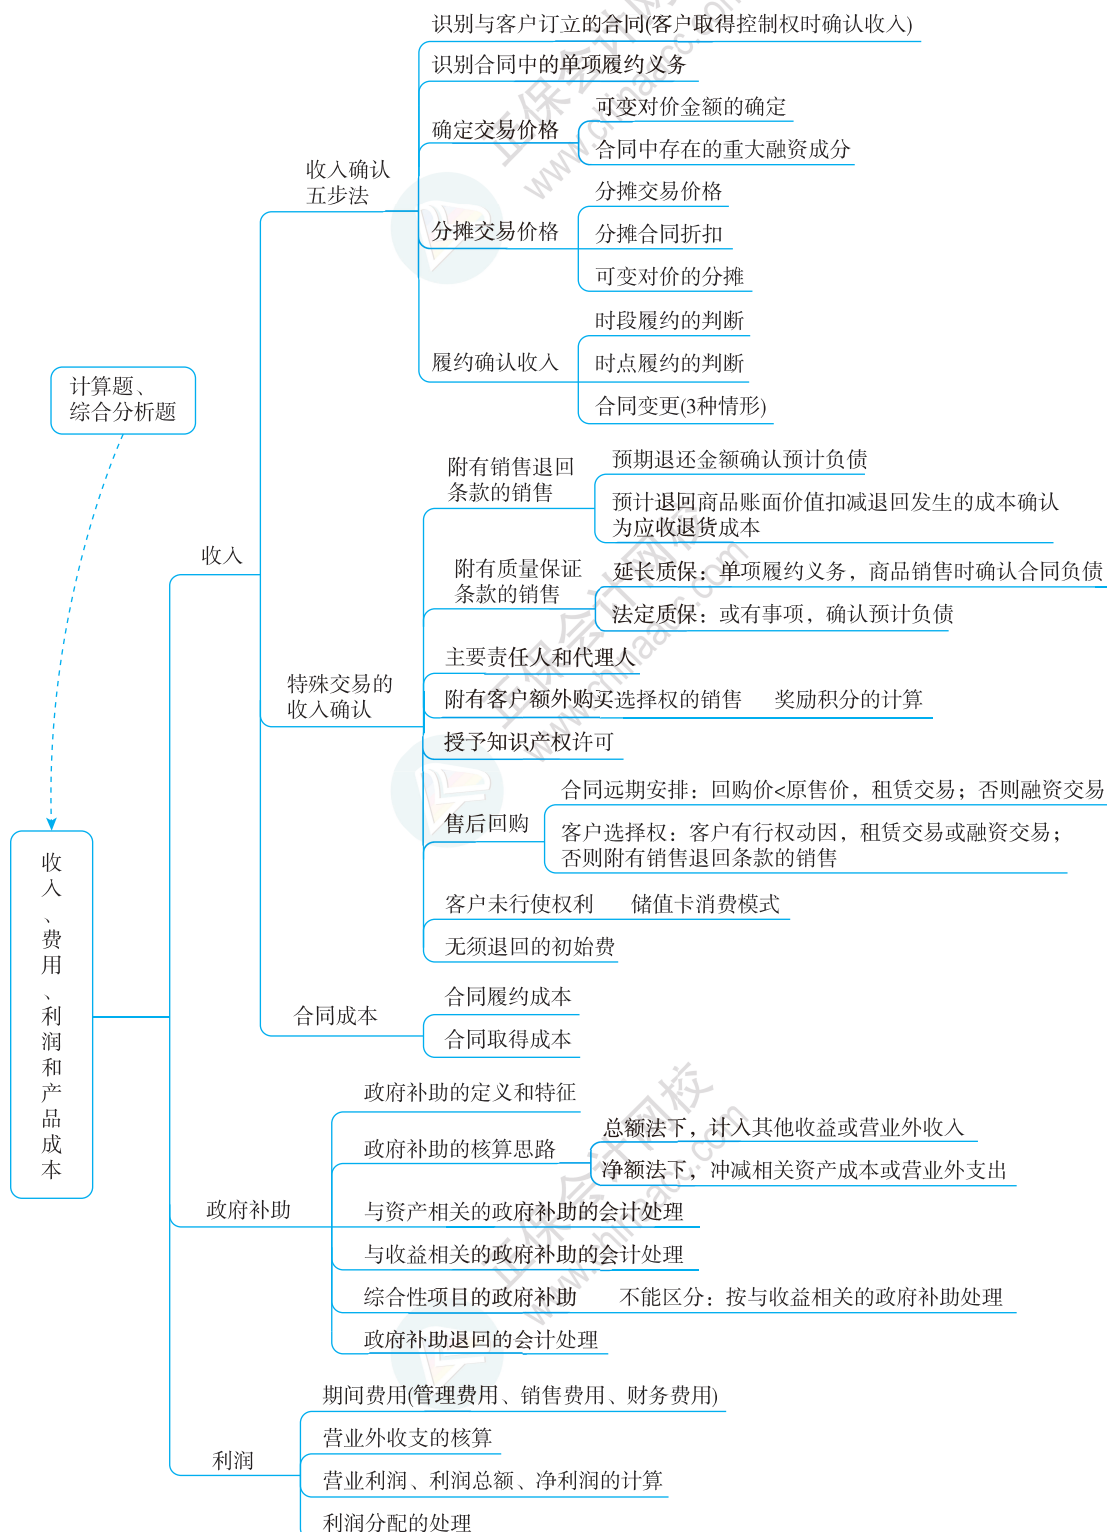 识别与客户订立的合同(客户取得控制权时确认收入)
识别合同中的单项履约义务
确定交易价格
可变对价金额的确定
合同中存在的重大融资成分
收入确认
五步法
分摊交易价格
分摊交易价格
分摊合同折扣
可变对价的分摊
履约确认收入
时段履约的判断
时点履约的判断
合同变更(3种情形)
计算题、
综合分析题
收入
附有销售退回
条款的销售
预期退还金额确认预计负债
预计退回商品账面价值扣减退回发生的成本确认
为应收退货成本
附有质量保证
条款的销售
延长质保：单项履约义务，商品销售时确认合同负债
法定质保：或有事项，确认预计负债
特殊交易的
收入确认
主要责任人和代理人
附有客户额外购买选择权的销售 奖励积分的计算
授予知识产权许可
售后回购
合同远期安排：回购价<原售价，租赁交易；否则融资交易
客户选择权：客户有行权动因，租赁交易或融资交易；
否则附有销售退回条款的销售
客户未行使权利 储值卡消费模式
无须退回的初始费
合同成本
合同履约成本
合同取得成本
收入、费用、利润和产品成本
政府补助
政府补助的定义和特征
政府补助的核算思路
总额法下，计入其他收益或营业外收入
净额法下，冲减相关资产成本或营业外支出
与资产相关的政府补助的会计处理
与收益相关的政府补助的会计处理
综合性项目的政府补助 不能区分：按与收益相关的政府补助处理
政府补助退回的会计处理
利润
期间费用(管理费用、销售费用、财务费用)
营业外收支的核算
营业利润、利润总额、净利润的计算
利润分配的处理
正保会计网校
www.chinaacc.com
正保会计网校
www.chinaacc.com
正保会计网校
www.chinaacc.com